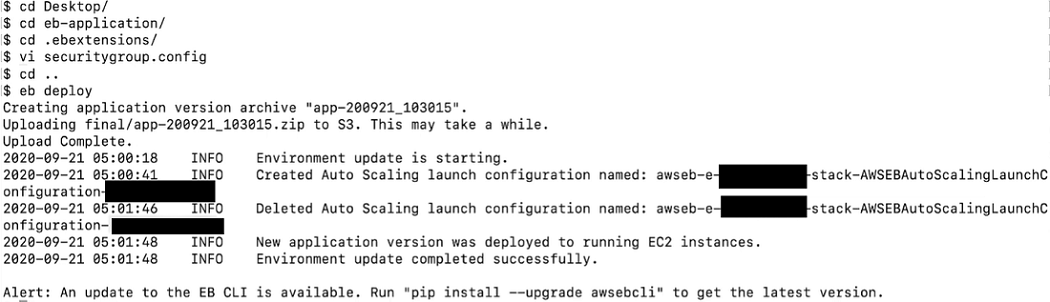 $ cd Desktop/
$ cd eb-application/
$ cd .ebextensions/
$ vi securitygroup.config
$ cd ..
$ eb deploy
Creating application version archive "app-200921_103015".
Uploading final/app-200921_103015.zip to S3. This may take a while.
Upload Complete.
2020-09-21 05:00:18    INFO    Environment update is starting.
2020-09-21 05:00:41    INFO    Created Auto Scaling launch configuration named: awseb-e- -stack-AWSEBAutoScalingLaunchC
onfiguration-
2020-09-21 05:01:46    INFO    Deleted Auto Scaling launch configuration named: awseb-e- -stack-AWSEBAutoScalingLaunchC
onfiguration-
2020-09-21 05:01:48    INFO    New application version was deployed to running EC2 instances.
2020-09-21 05:01:48    INFO    Environment update completed successfully.
Alert: An update to the EB CLI is available. Run "pip install --upgrade awsebcli" to get the latest version.